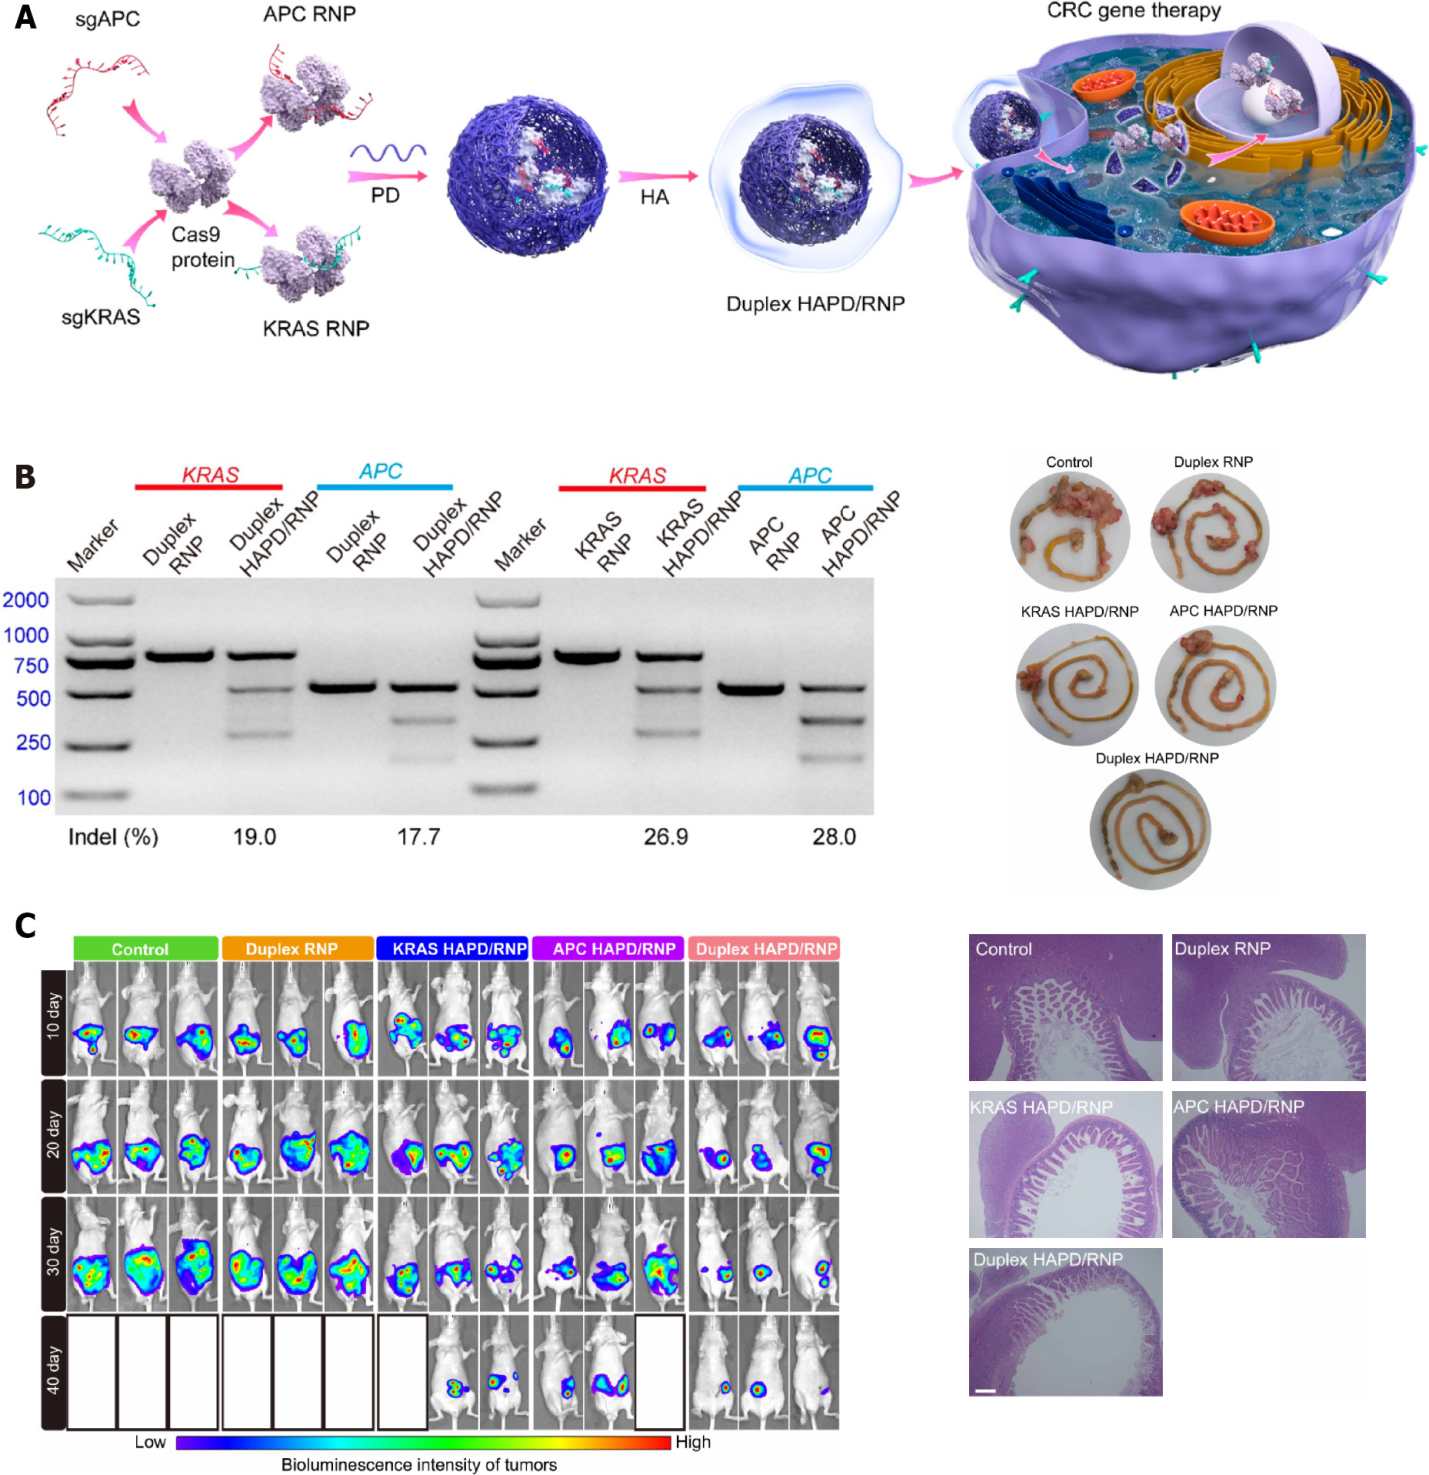 A
sgAPC
APC RNP
CRC gene therapy
PD
HA
Cas9
protein
sgKRAS
KRAS RNP
Duplex HAPD/RNP
B
KRAS
APC
KRAS
APC
Marker
Duplex
RNP
Duplex
HAPD/RNP
Duplex
RNP
Duplex
HAPD/RNP
Marker
KRAS
RNP
KRAS
HAPD/RNP
APC
RNP
APC
HAPD/RNP
2000
1000
750
500
250
100
Indel (%) 19.0 17.7 26.9 28.0
Control
Duplex RNP
KRAS HAPD/RNP
APC HAPD/RNP
Duplex HAPD/RNP
C
Control
Duplex RNP
KRAS HAPD/RNP
APC HAPD/RNP
Duplex HAPD/RNP
10 day
20 day
30 day
40 day
Low
High
Bioluminescence intensity of tumors
Control
Duplex RNP
KRAS HAPD/RNP
APC HAPD/RNP
Duplex HAPD/RNP